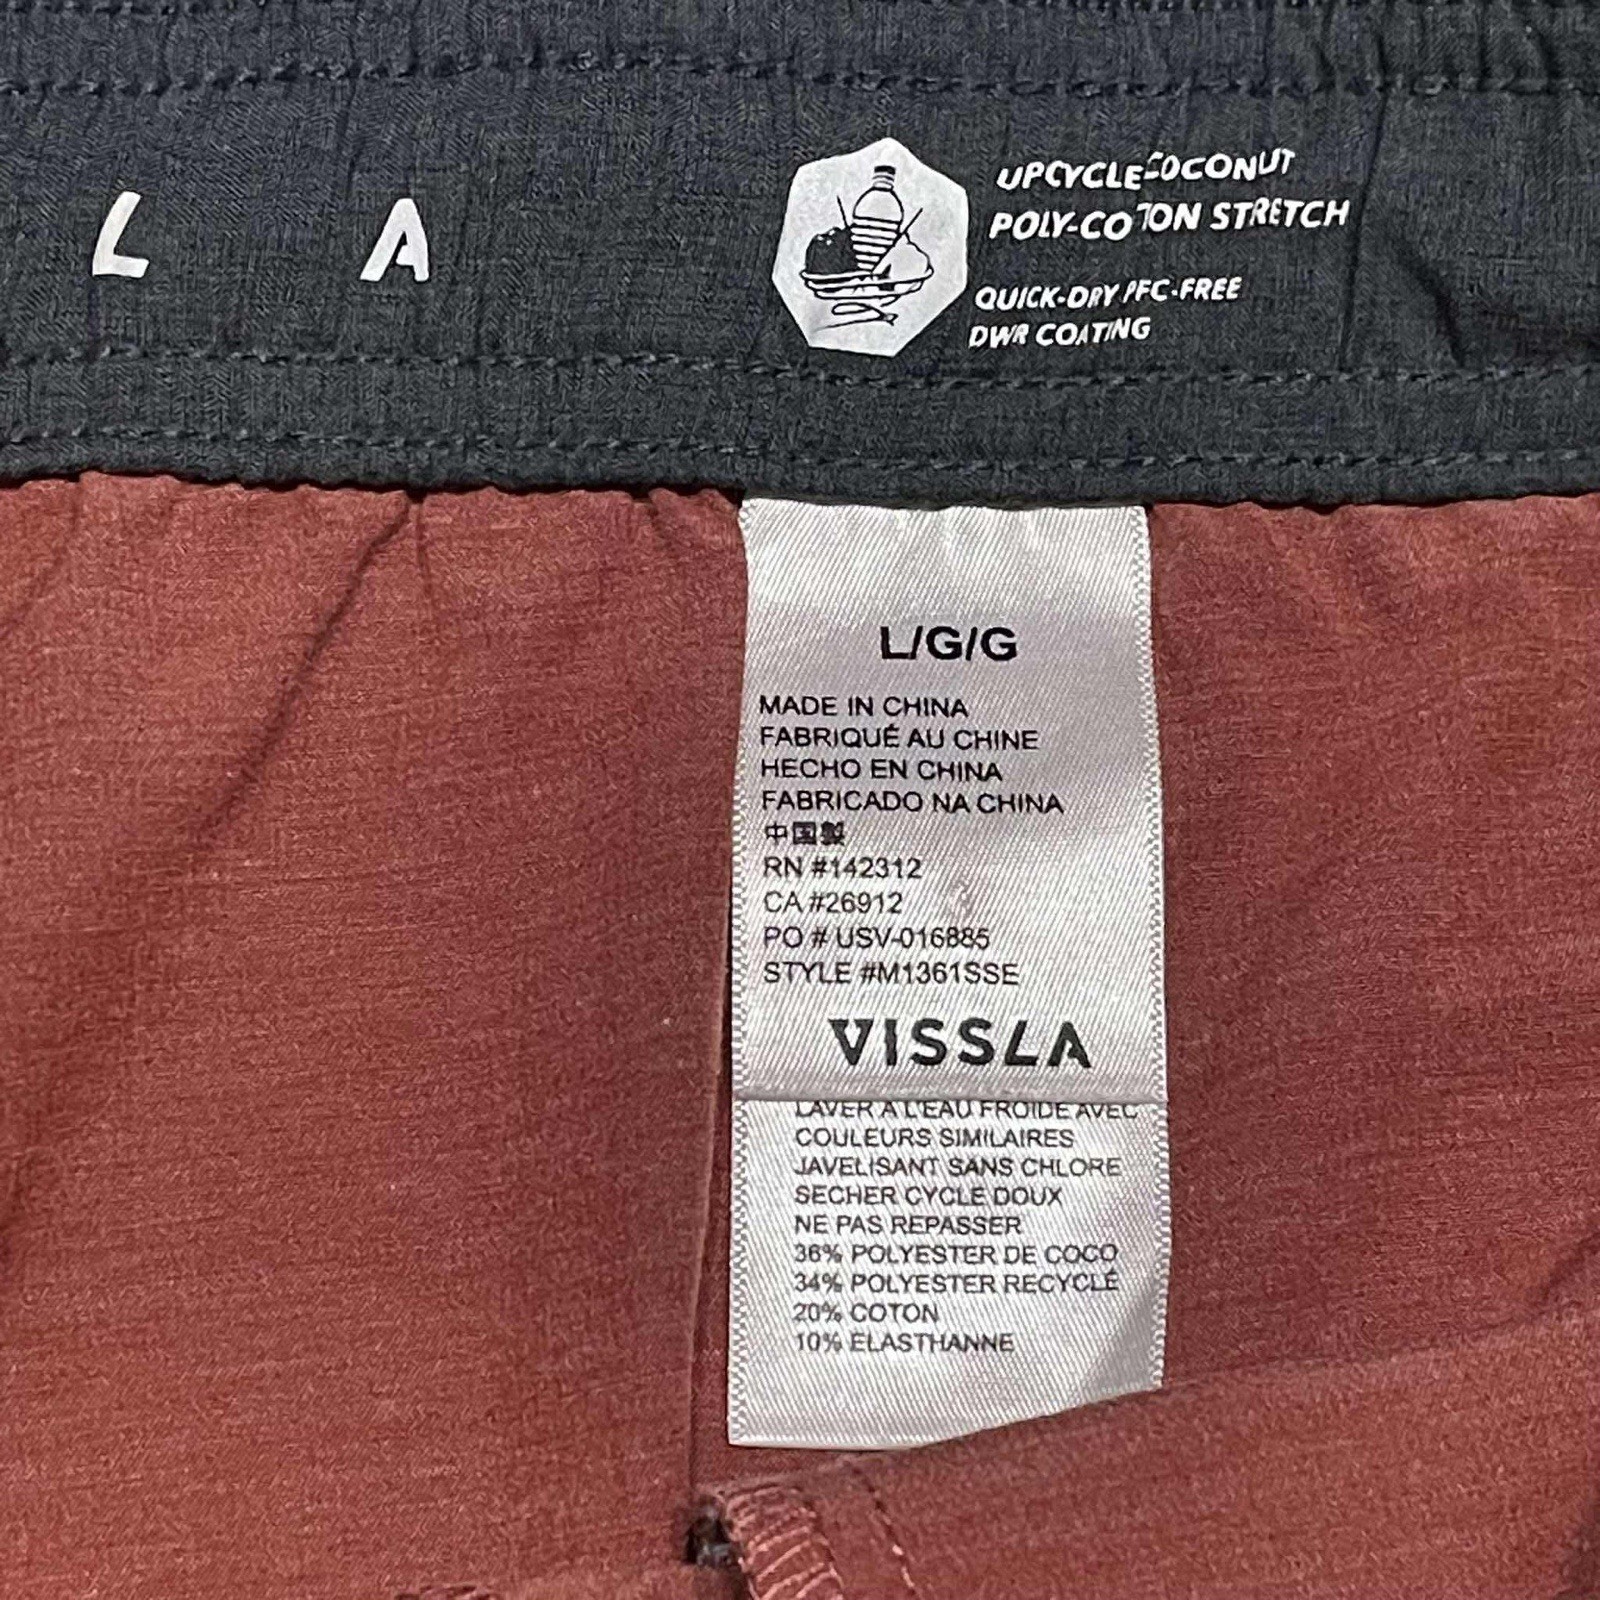 L A
UPCYCLE COCONUT
POLY-COTTON STRETCH
QUICK-DRY PFC-FREE
DWR COATING
L/G/G
MADE IN CHINA
FABRIQUÉ AU CHINE
HECHO EN CHINA
FABRICADO NA CHINA
中国製
RN #142312
CA #26912
PO # USV-016885
STYLE #M1361SSE
VISSLA
LAVER A L'EAU FROIDE AVEC
COULEURS SIMILAIRES
JAVELISANT SANS CHLORE
SECHER CYCLE DOUX
NE PAS REPASSER
36% POLYESTER DE COCO
34% POLYESTER RECYCLÉ
20% COTON
10% ELASTHANNE